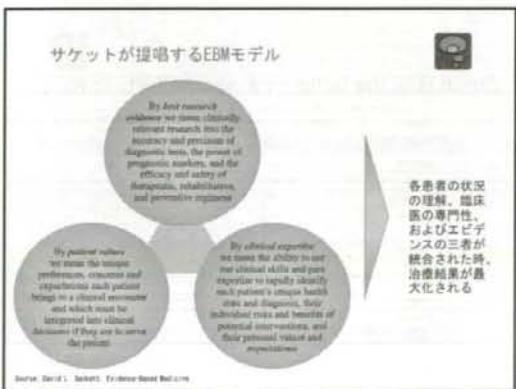 サケットが提唱するEBMモデル
By best research
evidence we mean clinically
relevant research into the
accuracy and precision of
diagnostic tests, the power of
prognostic markers, and the
efficacy and safety of
therapeutic, rehabilitative,
and preventive regimens
By patient values
we mean the unique
preferences, concerns and
expectations each patient
brings to a clinical encounter
and which must be
integrated into clinical
decisions if they are to serve
the patient
By clinical expertise
we mean the ability to use
our clinical skills and past
expertise to rapidly identify
each patient's unique health
state and diagnosis, their
individual risks and benefits of
potential interventions, and
their personal values and
expectations
各患者の状況
の理解、臨床
医の専門性、
およびエビデ
ンスの三者が
統合された時、
治療結果が最
大化される
Source: David L. Sackett, Evidence-Based Medicine